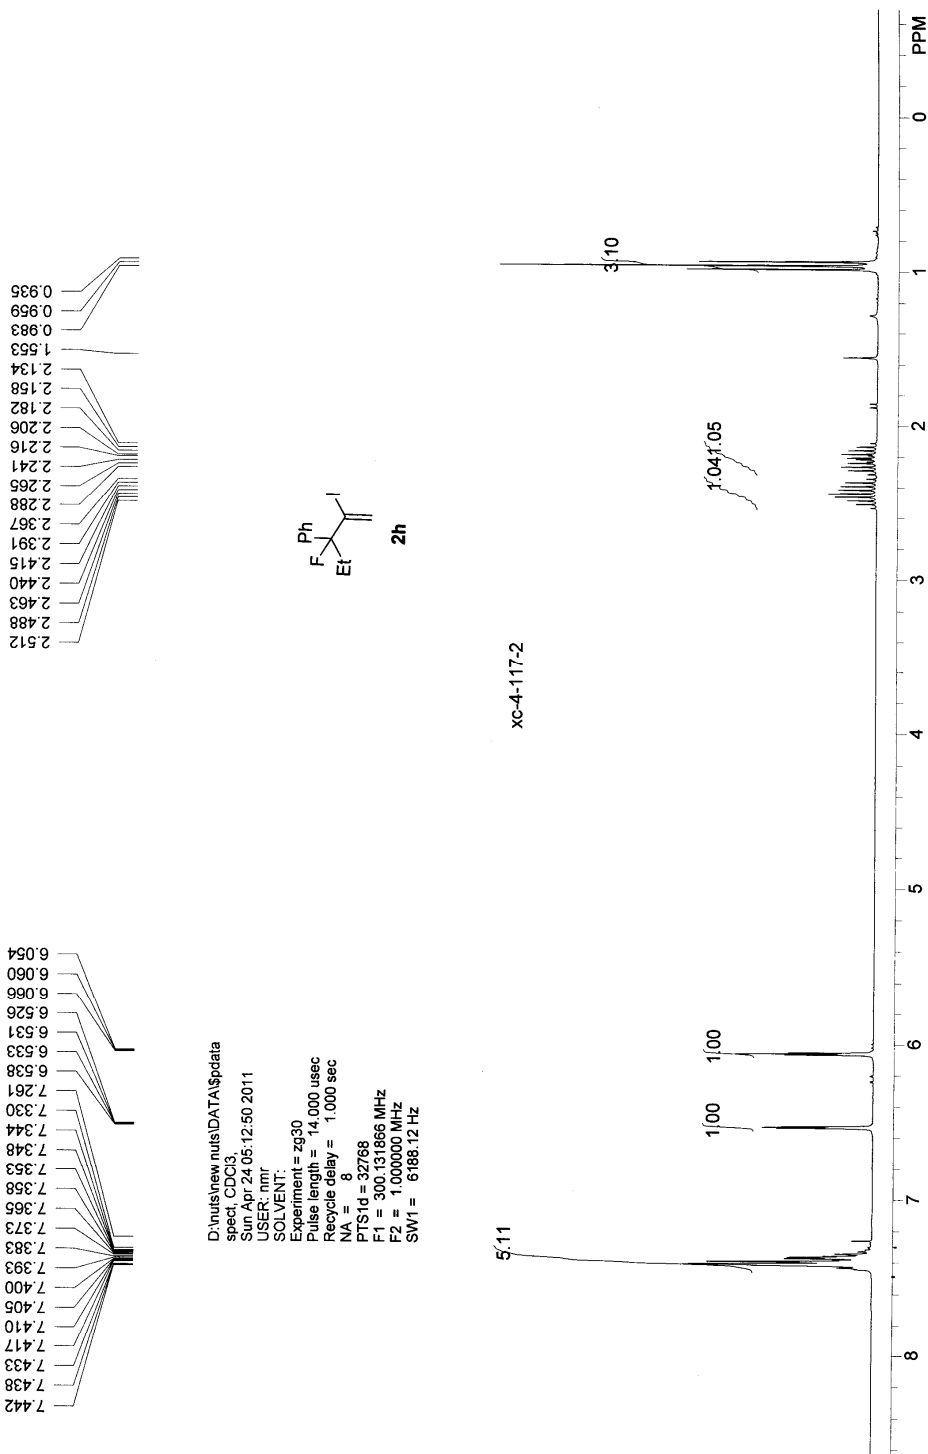 7.442
7.438
7.433
7.417
7.410
7.405
7.400
7.393
7.383
7.373
7.365
7.358
7.353
7.348
7.344
7.330
7.261
6.538
6.533
6.531
6.526
6.066
6.060
6.054
2.512
2.488
2.463
2.440
2.415
2.391
2.367
2.288
2.265
2.241
2.216
2.206
2.182
2.158
2.134
1.553
0.983
0.959
0.935
D:\nuts\new nuts\DATA\$pdata
spect, CDCl3,
Sun Apr 24 05:12:50 2011
USER: nmr
SOLVENT:
Experiment = zg30
Pulse length = 14.000 usec
Recycle delay = 1.000 sec
NA = 8
PTS1d = 32768
F1 = 300.131866 MHz
F2 = 1.000000 MHz
SW1 = 6188.12 Hz
Ph
F
I
Et
2h
xc-4-117-2
5.11
1.00
1.00
1.04 1.05
3.10
8 7 6 5 4 3 2 1 0 PPM